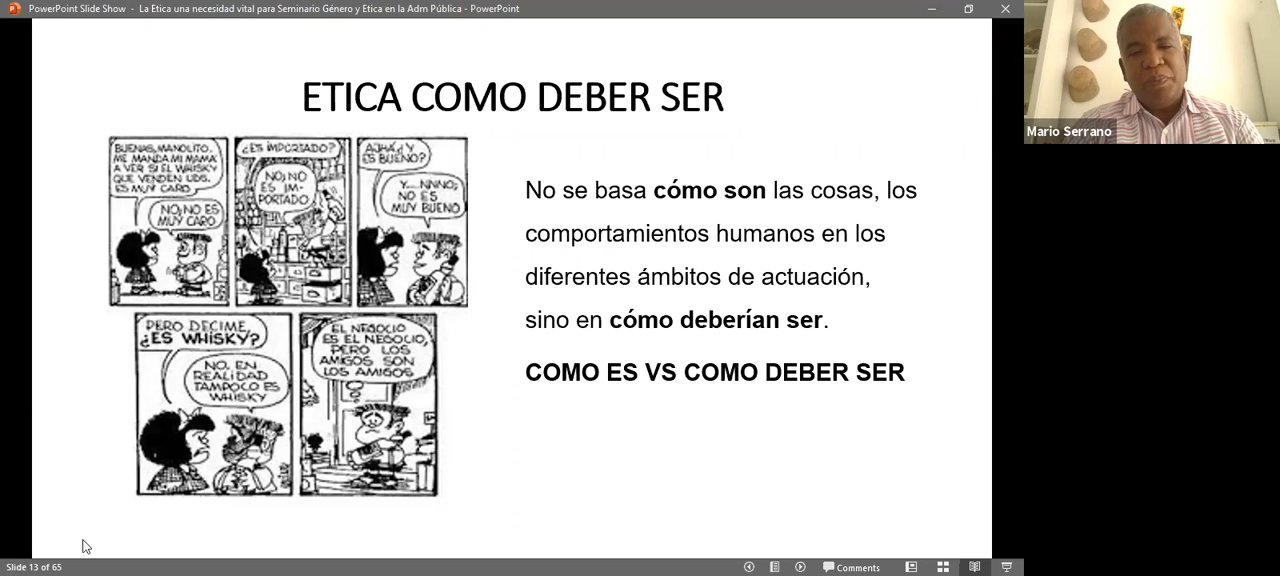 PowerPoint Slide Show - La Etica una necesidad vital para Seminario Género y Etica en la Adm Pública - PowerPoint
Mario Serrano
ETICA COMO DEBER SER
BUENAS, MANOLITO.
ME MANDA MI MAMÁ
A VER SI EL WHISKY
QUE VENDEN UDS.
ES MUY CARO
NO, NO ES
MUY CARO
¿ES IMPORTADO?
NO, NO
ES IM-
PORTADO
AJHÁ ¿Y
ES BUENO?
Y....NNNO,
NO ES
MUY BUENO
PERO DECIME,
¿ES WHISKY?
NO. EN
REALIDAD
TAMPOCO ES
WHISKY
EL NEGOCIO
ES EL NEGOCIO,
PERO LOS
AMIGOS SON
LOS AMIGOS
No se basa cómo son las cosas, los
comportamientos humanos en los
diferentes ámbitos de actuación,
sino en cómo deberían ser.
COMO ES VS COMO DEBER SER
Slide 13 of 65
Comments